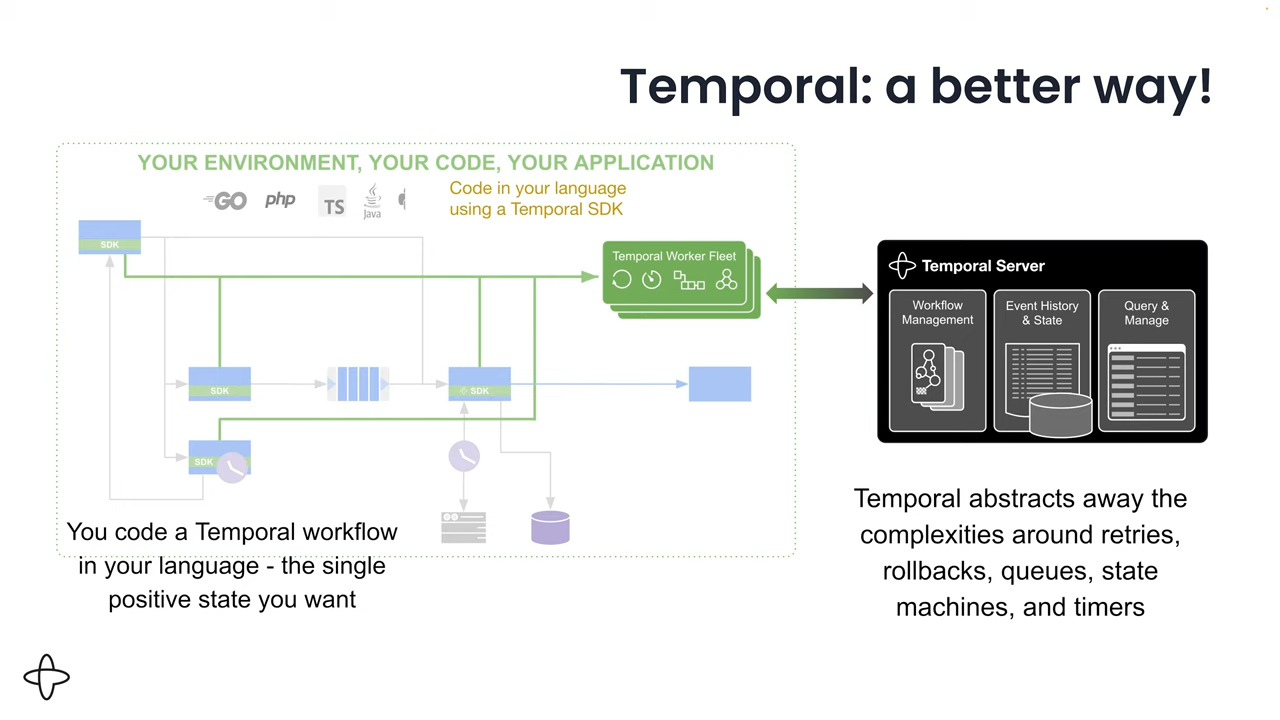 Temporal: a better way!
YOUR ENVIRONMENT, YOUR CODE, YOUR APPLICATION
GO
php
TS
Java
Code in your language
using a Temporal SDK
SDK
Temporal Worker Fleet
SDK
SDK
SDK
Temporal Server
Workflow
Management
Event History
& State
Query &
Manage
You code a Temporal workflow
in your language - the single
positive state you want
Temporal abstracts away the
complexities around retries,
rollbacks, queues, state
machines, and timers